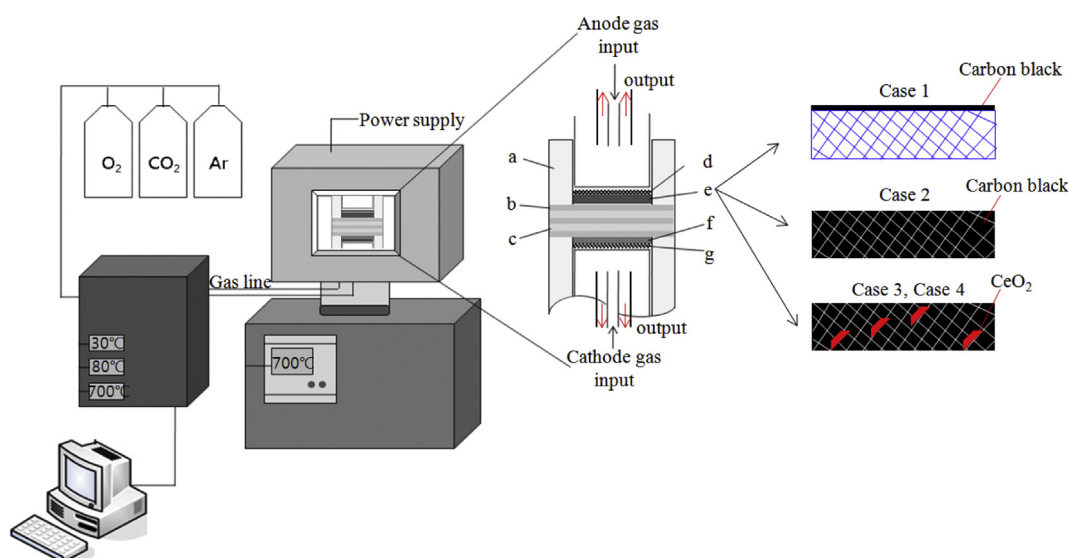 Anode gas
input
output
Carbon black
Case 1
Power supply
O2
CO2
Ar
a
d
e
b
c
f
g
Carbon black
Case 2
Gas line
output
Case 3, Case 4
CeO2
30℃
80℃
700℃
700℃
Cathode gas
input